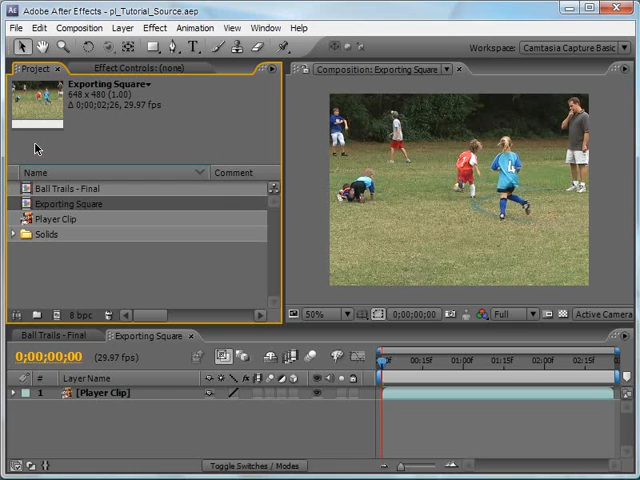 Adobe After Effects - pl_Tutorial_Source.aep
File Edit Composition Layer Effect Animation View Window Help
Workspace: Camtasia Capture Basic
Project × Effect Controls: (none)
Composition: Exporting Square
Exporting Square
648 x 480 (1.00)
Δ 0;00;02;26, 29.97 fps
Name Comment
Ball Trails - Final
Exporting Square
Player Clip
Solids
8 bpc
50% 0;00;00;00 Full Active Camera
Ball Trails - Final Exporting Square ×
0;00;00;00 (29.97 fps)
00:15f 01:00f 01:15f 02:00f 02:15f
# Layer Name
1 [Player Clip]
Toggle Switches / Modes